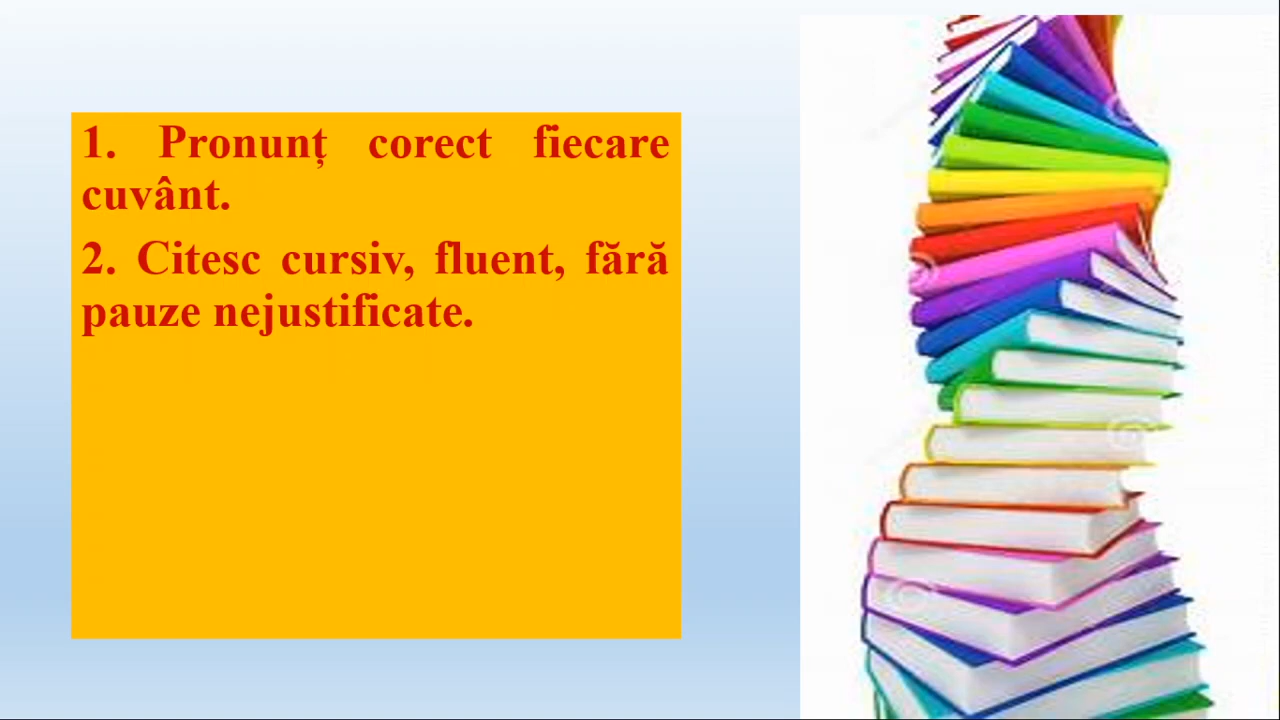 1. Pronunț corect fiecare
cuvânt.
2. Citesc cursiv, fluent, fără
pauze nejustificate.